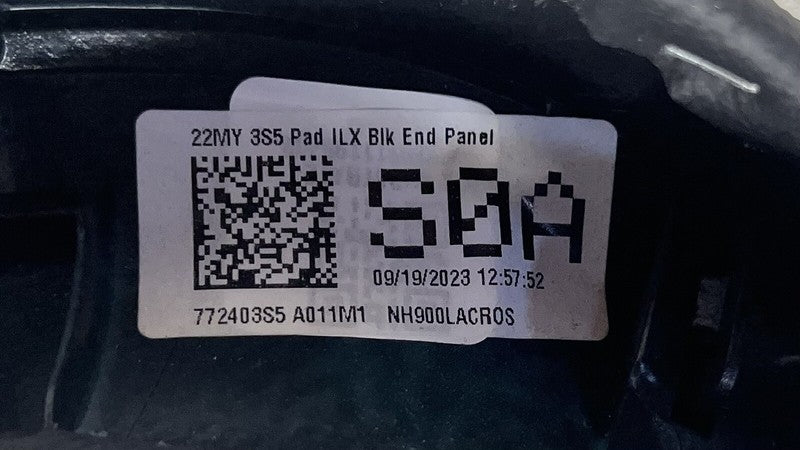 22MY 3S5 Pad ILX Blk End Panel
S0A
09/19/2023 12:57:52
772403S5 A011M1 NH900LACROS